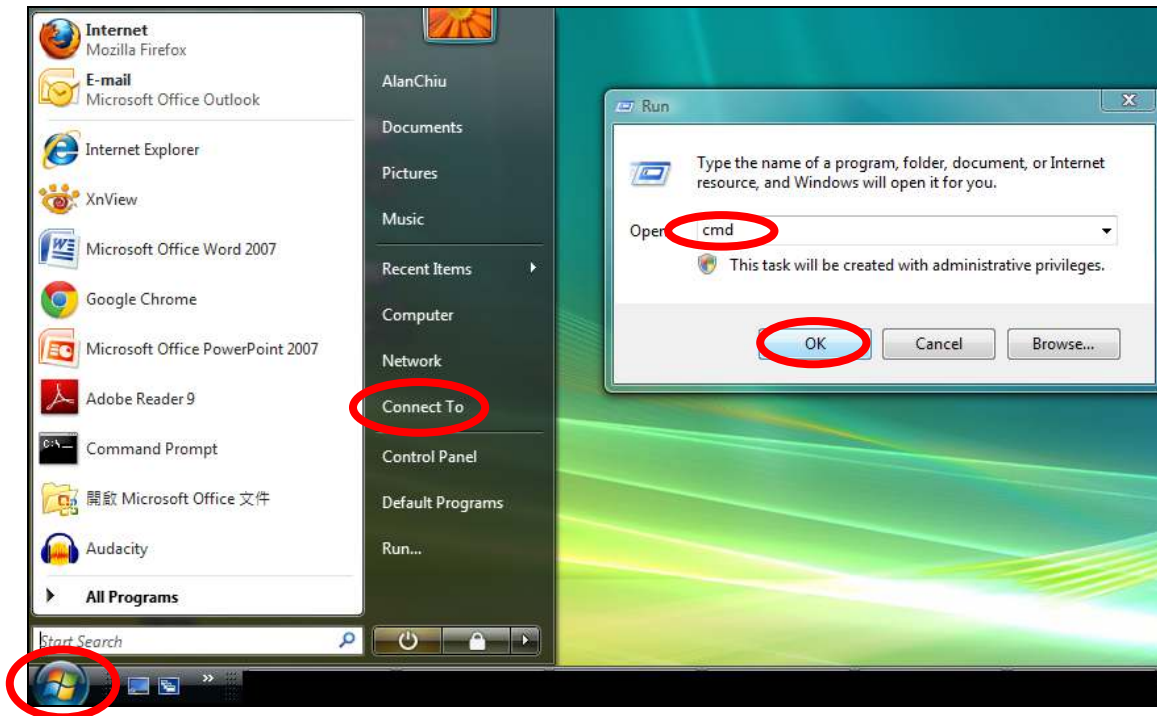 Internet
Mozilla Firefox
E-mail
Microsoft Office Outlook
Internet Explorer
XnView
Microsoft Office Word 2007
Google Chrome
Microsoft Office PowerPoint 2007
Adobe Reader 9
Command Prompt
開啟 Microsoft Office 文件
Audacity
All Programs
Start Search
AlanChiu
Documents
Pictures
Music
Recent Items
Computer
Network
Connect To
Control Panel
Default Programs
Run...
Run
Type the name of a program, folder, document, or Internet
resource, and Windows will open it for you.
Open cmd
This task will be created with administrative privileges.
OK Cancel Browse...